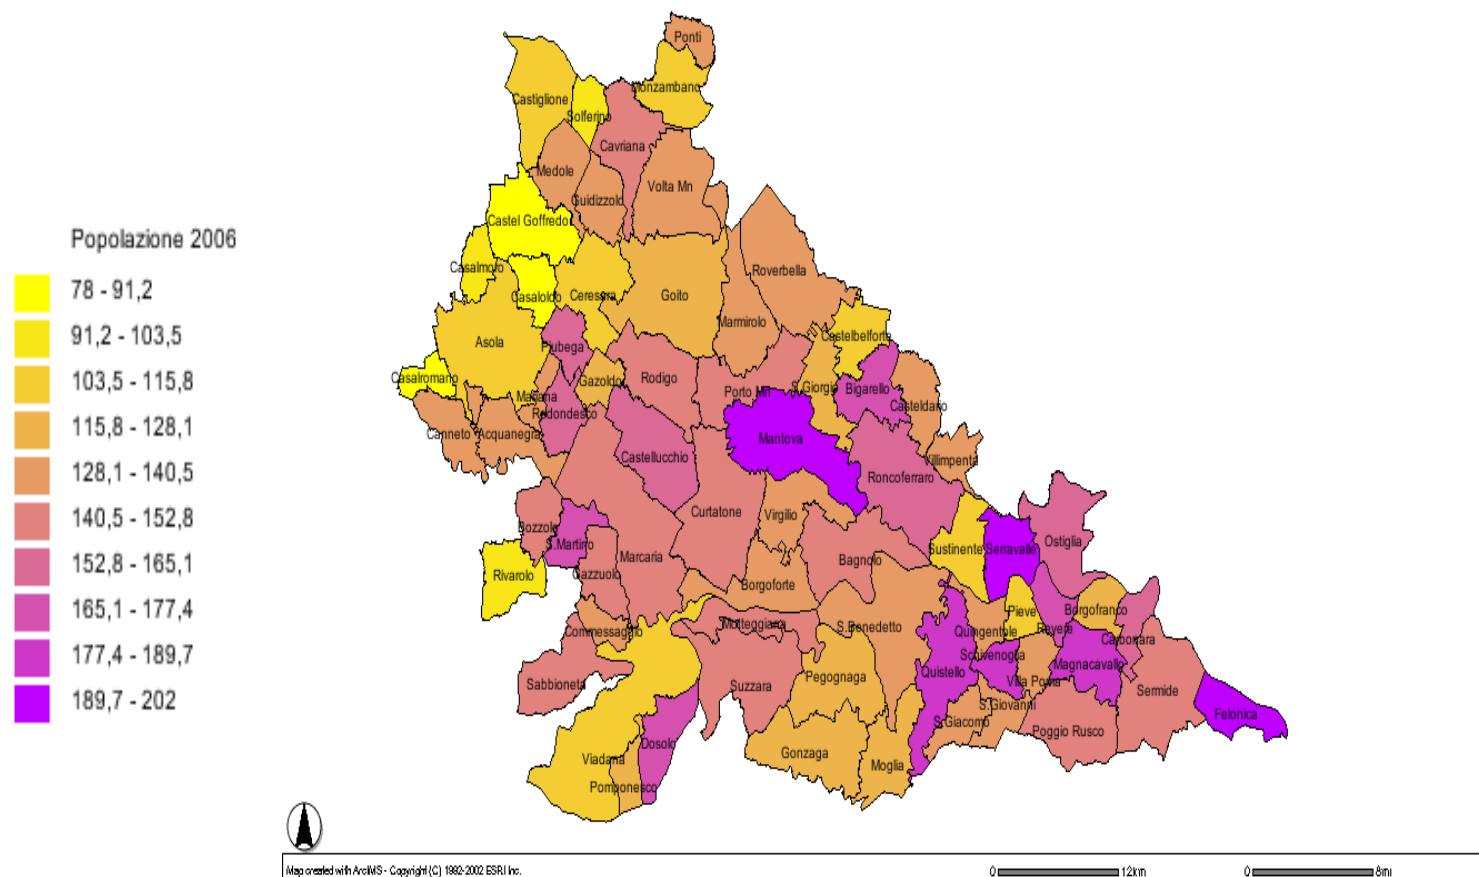 Ponti
Monzambano
Castiglione
Solferino
Cavriana
Medole
Volta Mn
Guidizzolo
Castel Goffredo
Popolazione 2006
Casalmoro
Roverbella
78 - 91,2
Casaloldo
Ceresara
Goito
91,2 - 103,5
Marmirolo
Castelbelforte
Asola
Piubega
103,5 - 115,8
Casalromano
Gazoldo
Rodigo
Porto Mn
S.Giorgio
Bigarello
Mariana
Casteldario
Redondesco
115,8 - 128,1
Canneto
Acquanegra
Mantova
Castellucchio
Villimpenta
128,1 - 140,5
Roncoferraro
Curtatone
Virgilio
140,5 - 152,8
Bozzolo
S.Martino
Marcaria
Sustinente
Serravalle
Ostiglia
Bagnolo
152,8 - 165,1
Rivarolo
Gazzuolo
Borgoforte
165,1 - 177,4
Pieve
Borgofranco
Commessaggio
Motteggiana
S.Benedetto
Quingentole
Revere
Carbonara
177,4 - 189,7
Schivenoglia
Magnacavallo
Quistello
Villa Poma
Sabbioneta
Suzzara
Pegognaga
Sermide
189,7 - 202
S.Giovanni
Felonica
S.Giacomo
Poggio Rusco
Dosolo
Viadana
Gonzaga
Moglia
Pomponesco
Map created with ArcIMS - Copyright (C) 1992-2002 ESRI Inc.
0 12km
0 8mi